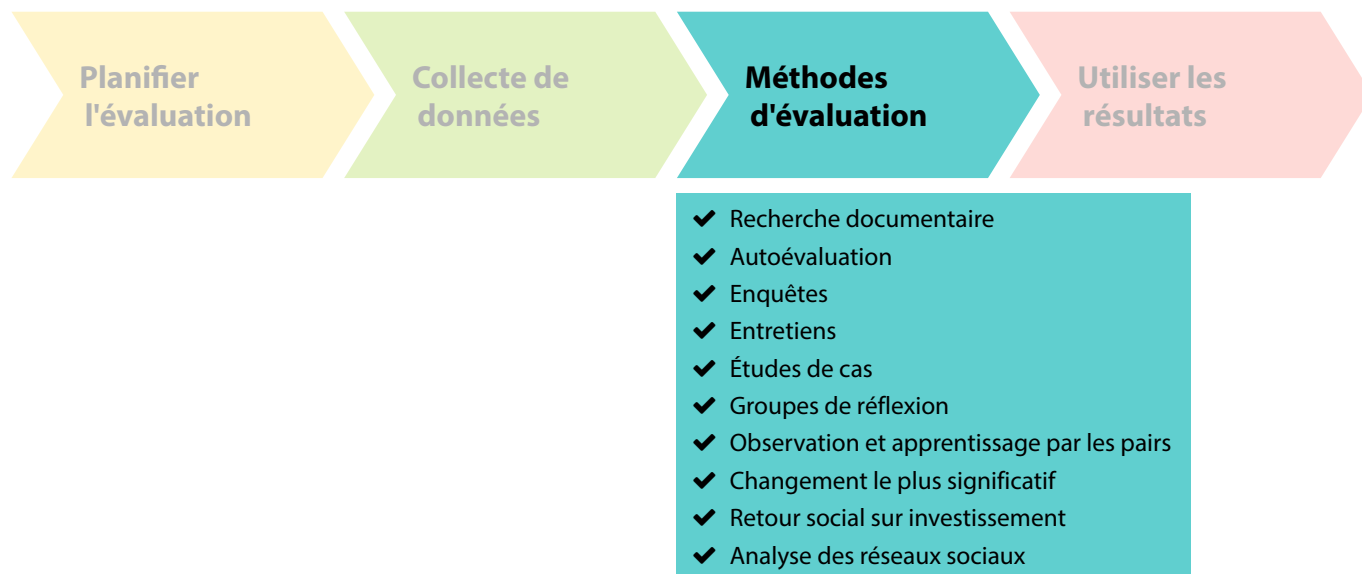 Planifier
l'évaluation
Collecte de
données
Méthodes
d'évaluation
Utiliser les
résultats
✔ Recherche documentaire
✔ Autoévaluation
✔ Enquêtes
✔ Entretiens
✔ Études de cas
✔ Groupes de réflexion
✔ Observation et apprentissage par les pairs
✔ Changement le plus significatif
✔ Retour social sur investissement
✔ Analyse des réseaux sociaux